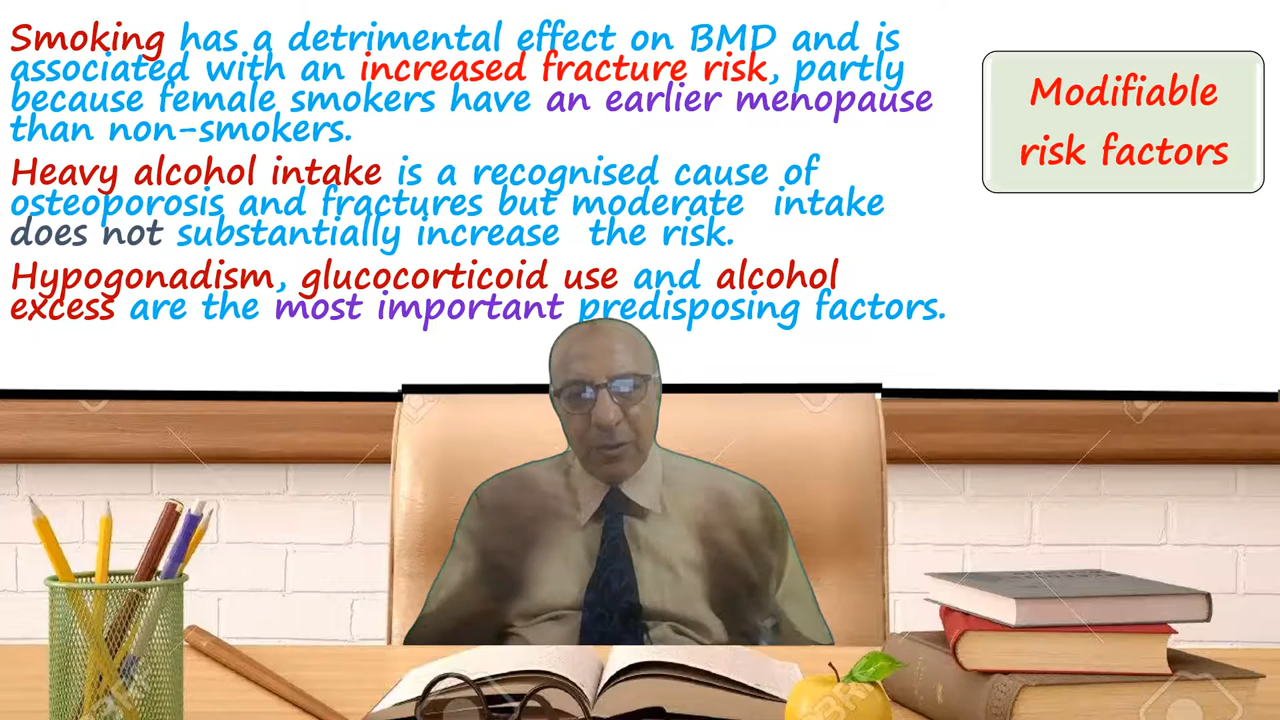 Smoking has a detrimental effect on BMD and is
associated with an increased fracture risk, partly
because female smokers have an earlier menopause
than non-smokers.
Heavy alcohol intake is a recognised cause of
osteoporosis and fractures but moderate intake
does not substantially increase the risk.
Hypogonadism, glucocorticoid use and alcohol
excess are the most important predisposing factors.
Modifiable
risk factors